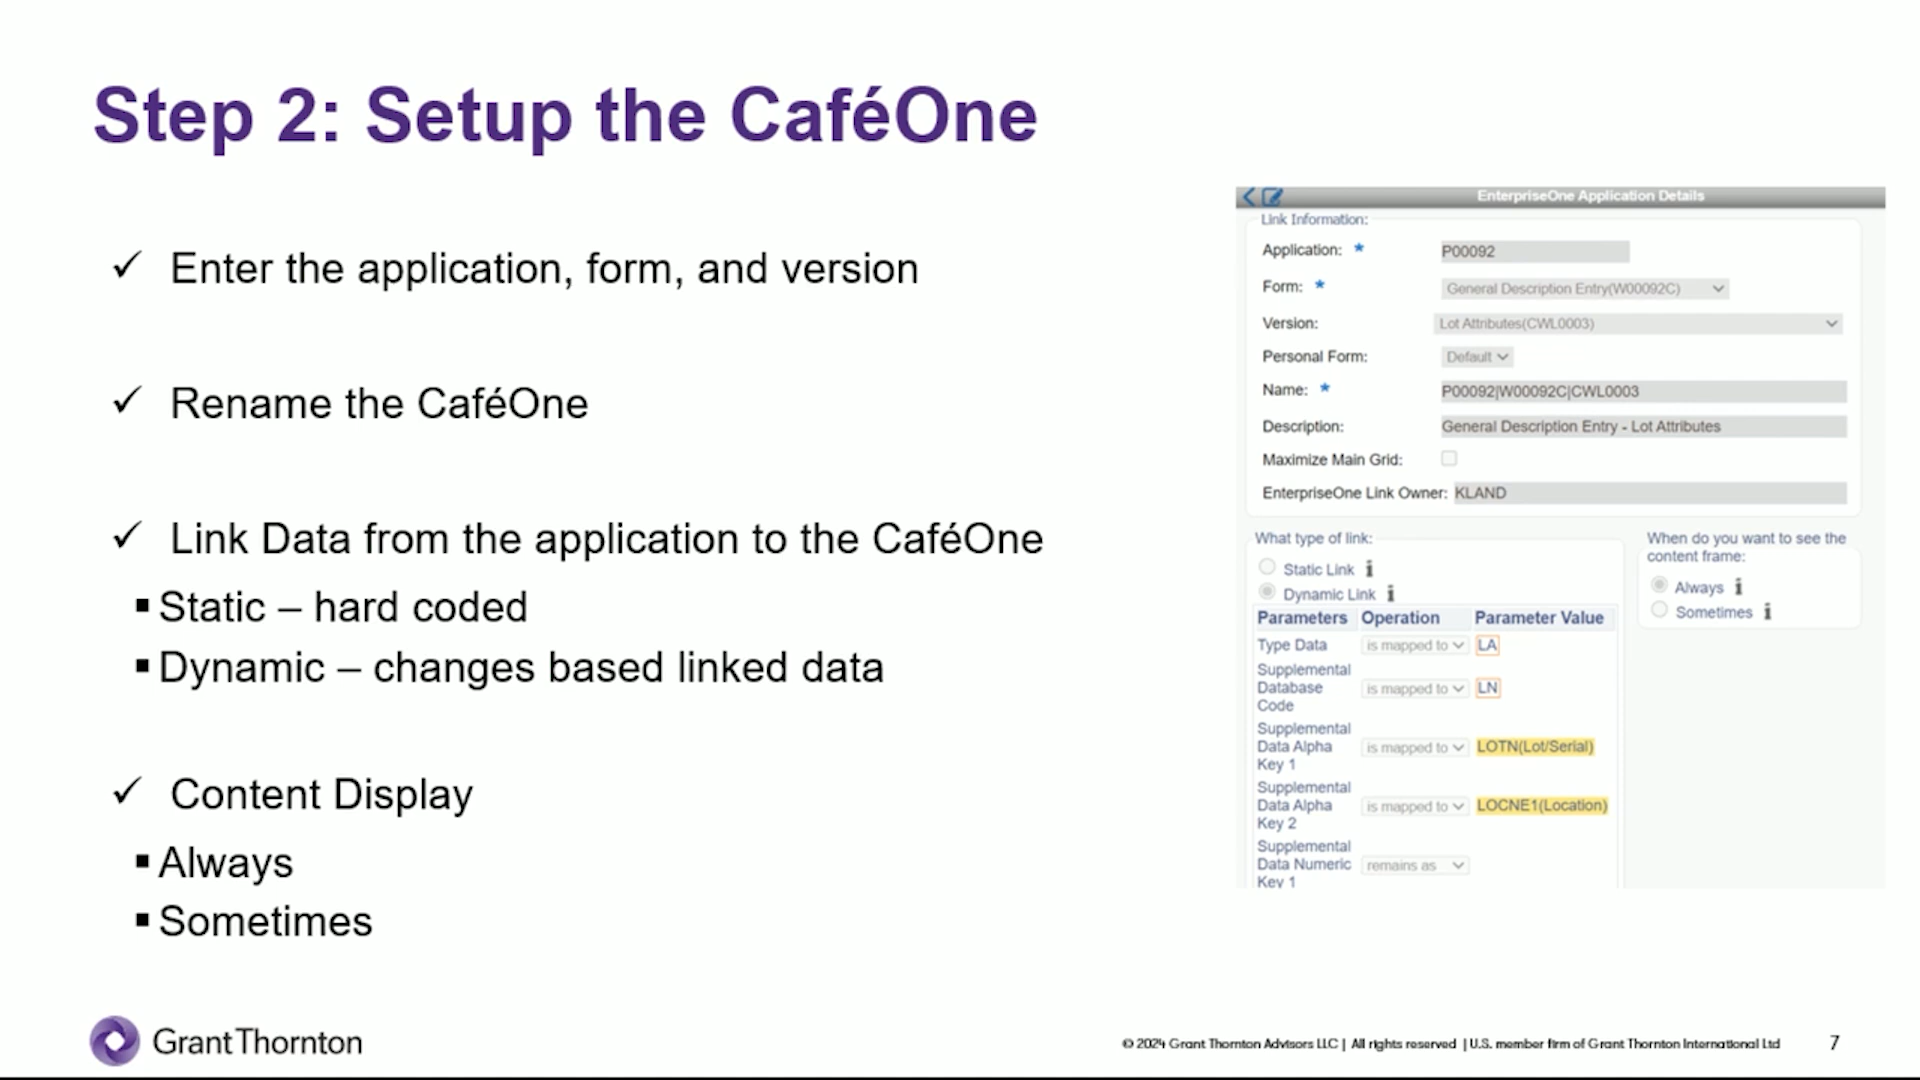 Step 2: Setup the CaféOne
✓ Enter the application, form, and version
✓ Rename the CaféOne
✓ Link Data from the application to the CaféOne
▪ Static – hard coded
▪ Dynamic – changes based linked data
✓ Content Display
▪ Always
▪ Sometimes
EnterpriseOne Application Details
Link Information:
Application: * P00092
Form: * General Description Entry(W00092C)
Version: Lot Attributes(CWL0003)
Personal Form: Default
Name: * P00092|W00092C|CWL0003
Description: General Description Entry - Lot Attributes
Maximize Main Grid:
EnterpriseOne Link Owner: KLAND
What type of link:
Static Link i
Dynamic Link i
Parameters Operation Parameter Value
Type Data is mapped to LA
Supplemental
Database is mapped to LN
Code
Supplemental
Data Alpha is mapped to LOTN(Lot/Serial)
Key 1
Supplemental
Data Alpha is mapped to LOCNE1(Location)
Key 2
Supplemental
Data Numeric remains as
Key 1
When do you want to see the
content frame:
Always i
Sometimes i
GrantThornton
© 2024 Grant Thornton Advisors LLC | All rights reserved | U.S. member firm of Grant Thornton International Ltd
7